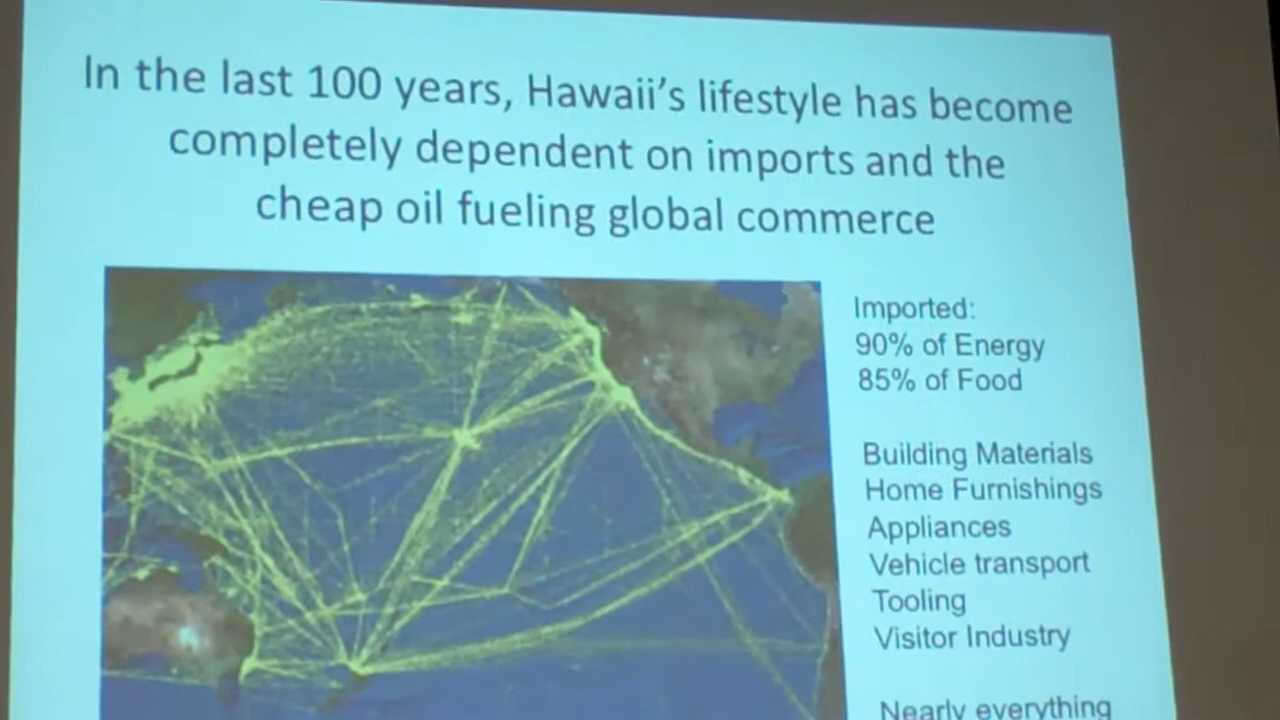 In the last 100 years, Hawaii's lifestyle has become
completely dependent on imports and the
cheap oil fueling global commerce
Imported:
90% of Energy
85% of Food
Building Materials
Home Furnishings
Appliances
Vehicle transport
Tooling
Visitor Industry
Nearly everything